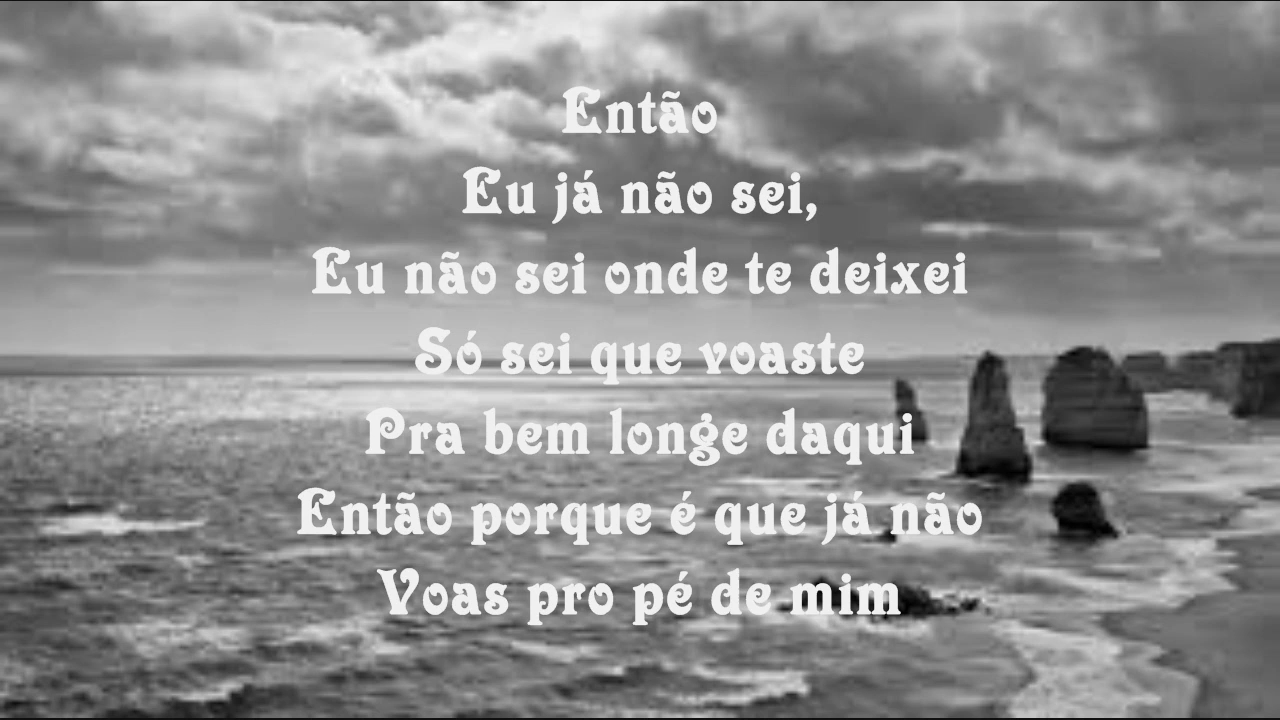 Então
Eu já não sei,
Eu não sei onde te deixei
Só sei que voaste
Pra bem longe daqui
Então porque é que já não
Voas pro pé de mim